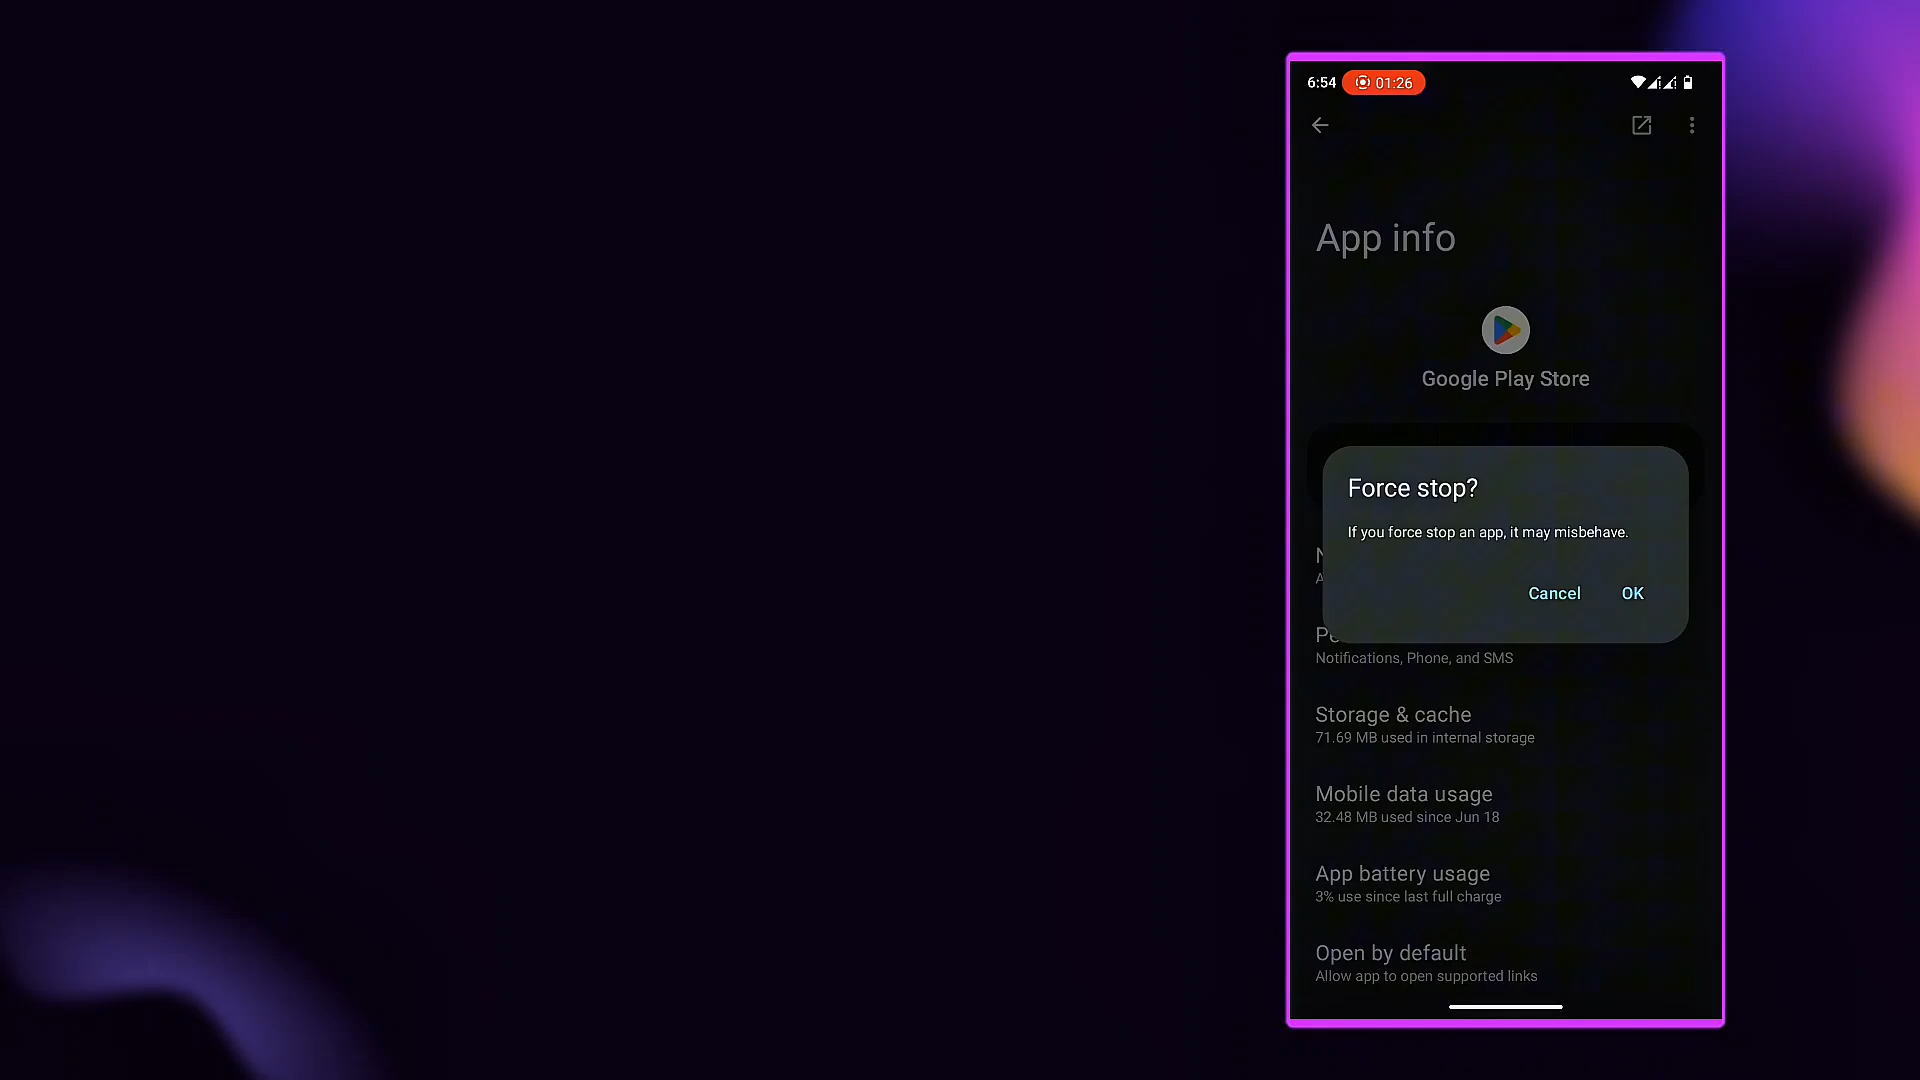 6:54 01:26
App info
Google Play Store
Force stop?
If you force stop an app, it may misbehave.
Cancel OK
Notifications, Phone, and SMS
Storage & cache
71.69 MB used in internal storage
Mobile data usage
32.48 MB used since Jun 18
App battery usage
3% use since last full charge
Open by default
Allow app to open supported links